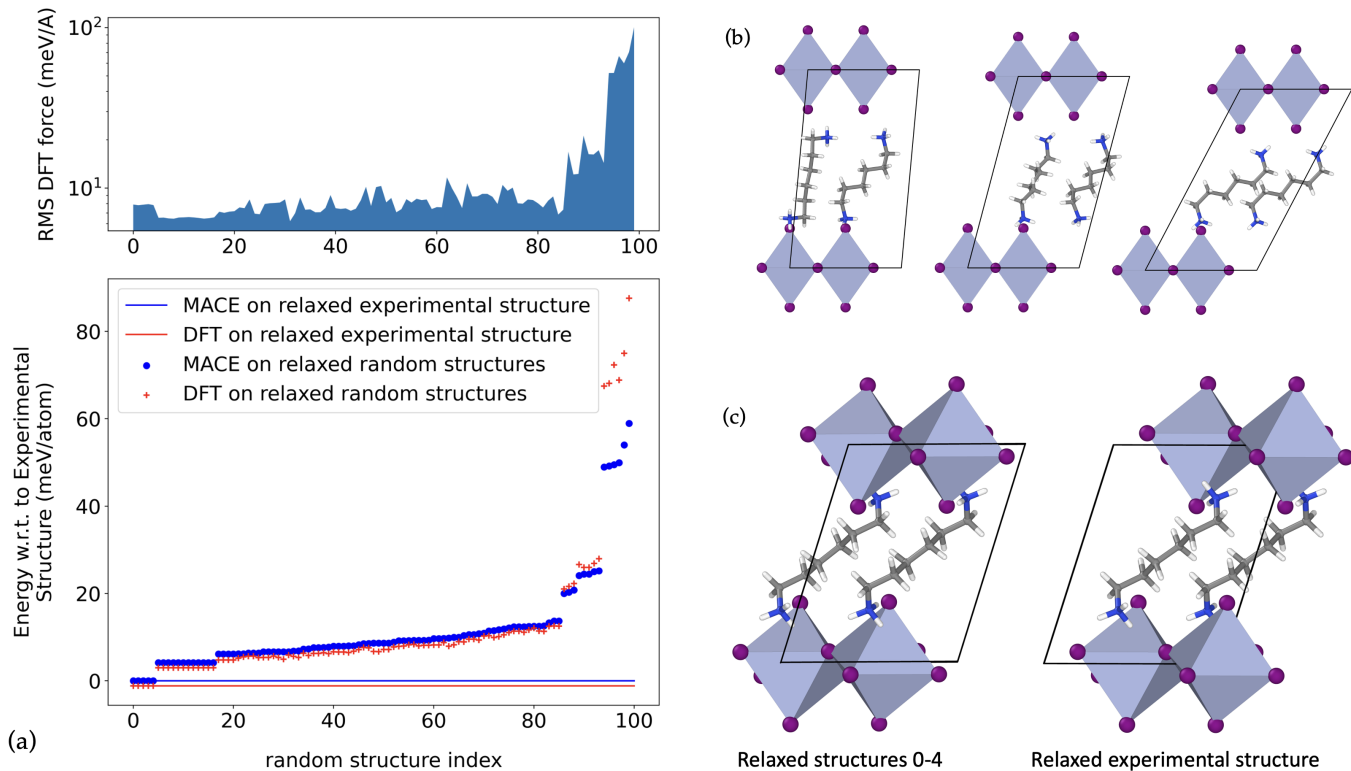 10²
10¹
RMS DFT force (meV/A)
0 20 40 60 80 100
MACE on relaxed experimental structure
DFT on relaxed experimental structure
MACE on relaxed random structures
DFT on relaxed random structures
80
60
40
20
0
Energy w.r.t. to Experimental
Structure (meV/atom)
0 20 40 60 80 100
random structure index
(a)
(b)
(c)
Relaxed structures 0-4
Relaxed experimental structure